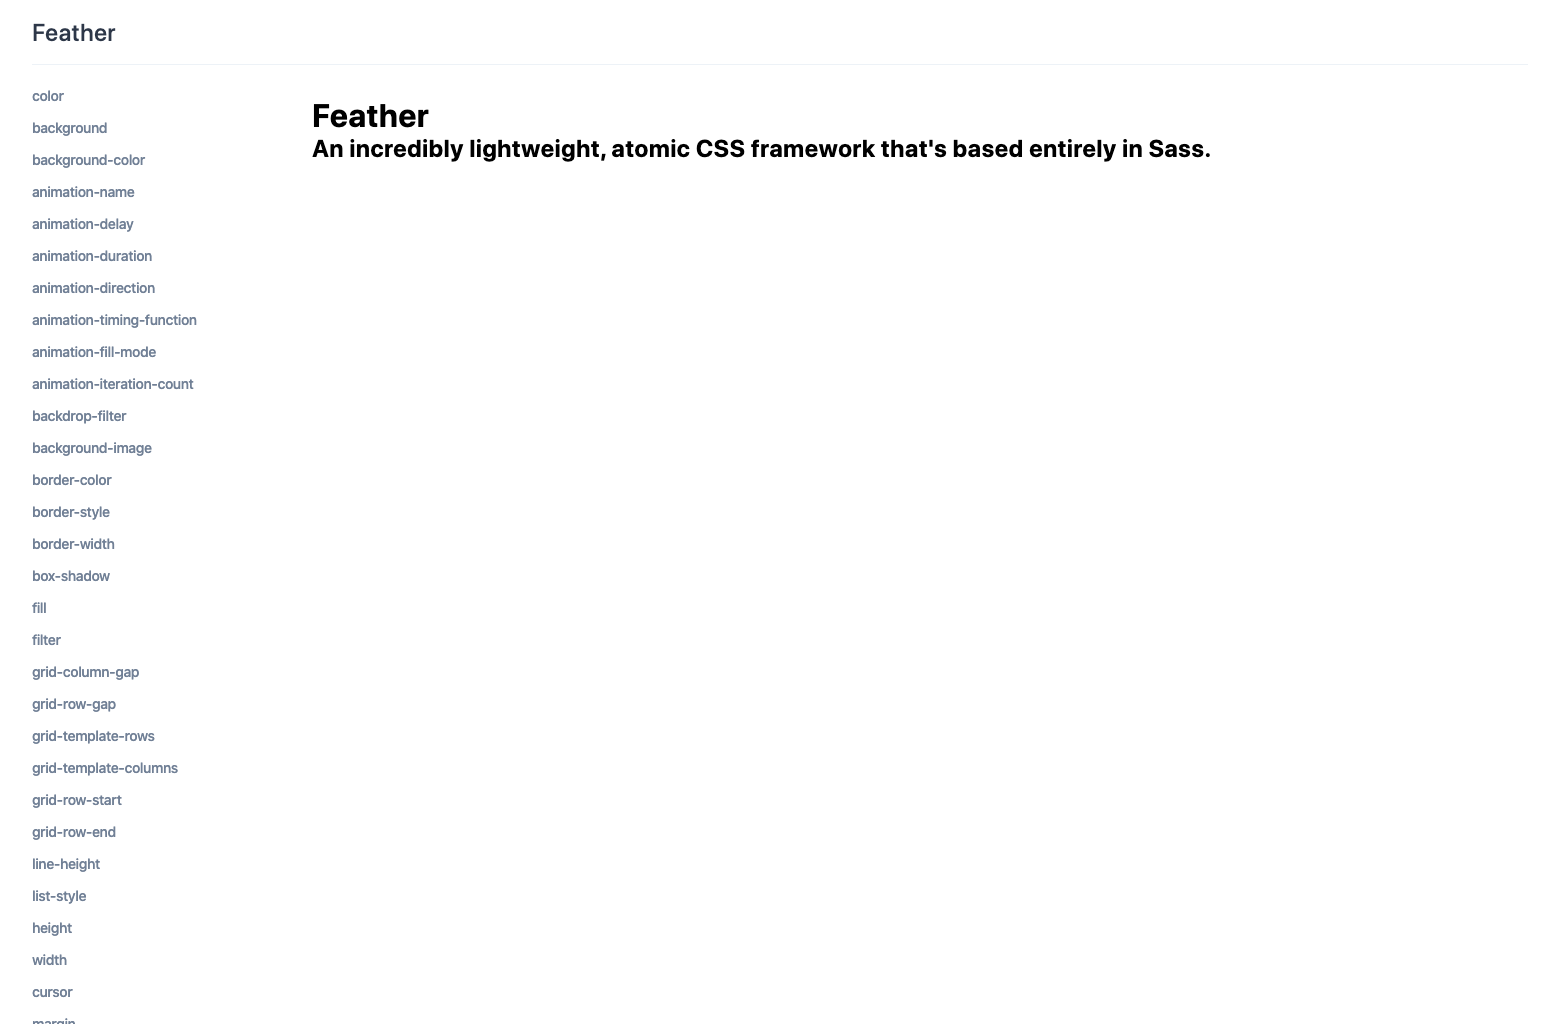 Feather
color
background
background-color
animation-name
animation-delay
animation-duration
animation-direction
animation-timing-function
animation-fill-mode
animation-iteration-count
backdrop-filter
background-image
border-color
border-style
border-width
box-shadow
fill
filter
grid-column-gap
grid-row-gap
grid-template-rows
grid-template-columns
grid-row-start
grid-row-end
line-height
list-style
height
width
cursor
margin
Feather
An incredibly lightweight, atomic CSS framework that's based entirely in Sass.